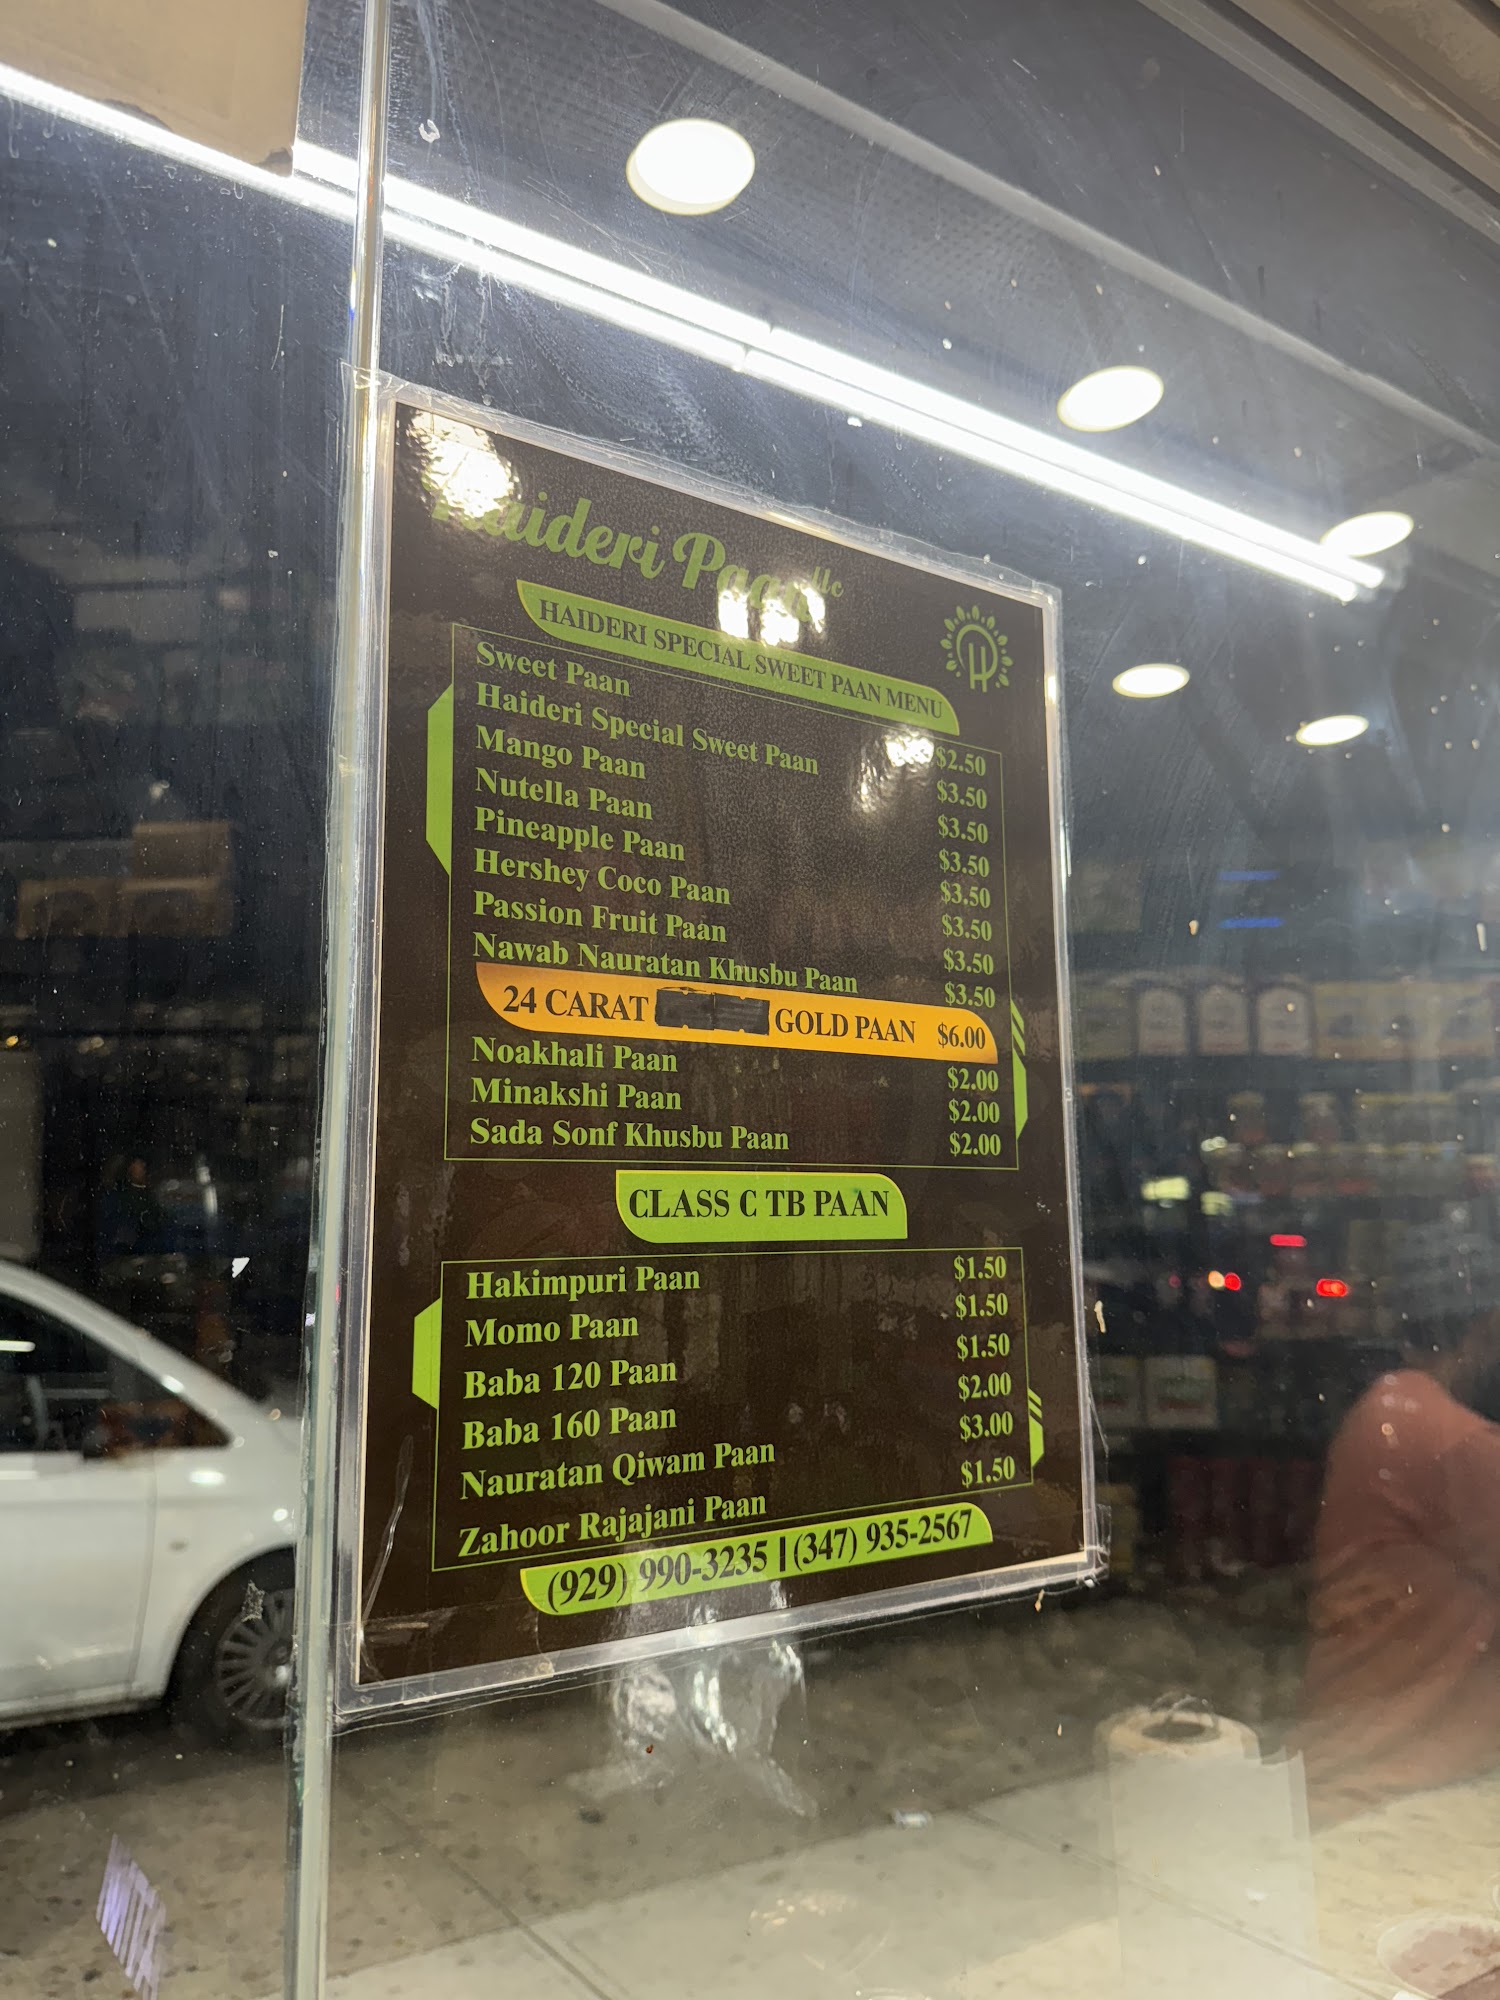 Haideri Paan llc
HAIDERI SPECIAL SWEET PAAN MENU
Sweet Paan $2.50
Haideri Special Sweet Paan $3.50
Mango Paan $3.50
Nutella Paan $3.50
Pineapple Paan $3.50
Hershey Coco Paan $3.50
Passion Fruit Paan $3.50
Nawab Nauratan Khusbu Paan $3.50
24 CARAT GOLD PAAN $6.00
Noakhali Paan $2.00
Minakshi Paan $2.00
Sada Sonf Khusbu Paan $2.00
CLASS C TB PAAN
Hakimpuri Paan $1.50
Momo Paan $1.50
Baba 120 Paan $1.50
Baba 160 Paan $2.00
Nauratan Qiwam Paan $3.00
Zahoor Rajajani Paan $1.50
(929) 990-3235 | (347) 935-2567